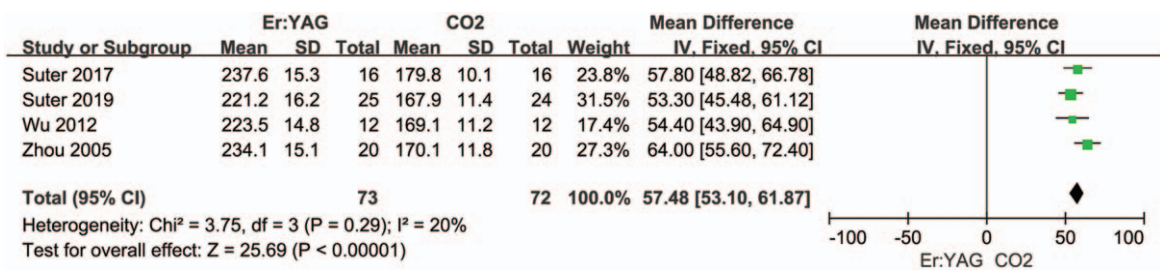 Er:YAG CO2 Mean Difference Mean Difference
Study or Subgroup Mean SD Total Mean SD Total Weight IV, Fixed, 95% CI IV, Fixed, 95% CI
Suter 2017 237.6 15.3 16 179.8 10.1 16 23.8% 57.80 [48.82, 66.78]
Suter 2019 221.2 16.2 25 167.9 11.4 24 31.5% 53.30 [45.48, 61.12]
Wu 2012 223.5 14.8 12 169.1 11.2 12 17.4% 54.40 [43.90, 64.90]
Zhou 2005 234.1 15.1 20 170.1 11.8 20 27.3% 64.00 [55.60, 72.40]
Total (95% CI) 73 72 100.0% 57.48 [53.10, 61.87]
Heterogeneity: Chi² = 3.75, df = 3 (P = 0.29); I² = 20%
Test for overall effect: Z = 25.69 (P < 0.00001)
-100 -50 0 50 100
Er:YAG CO2